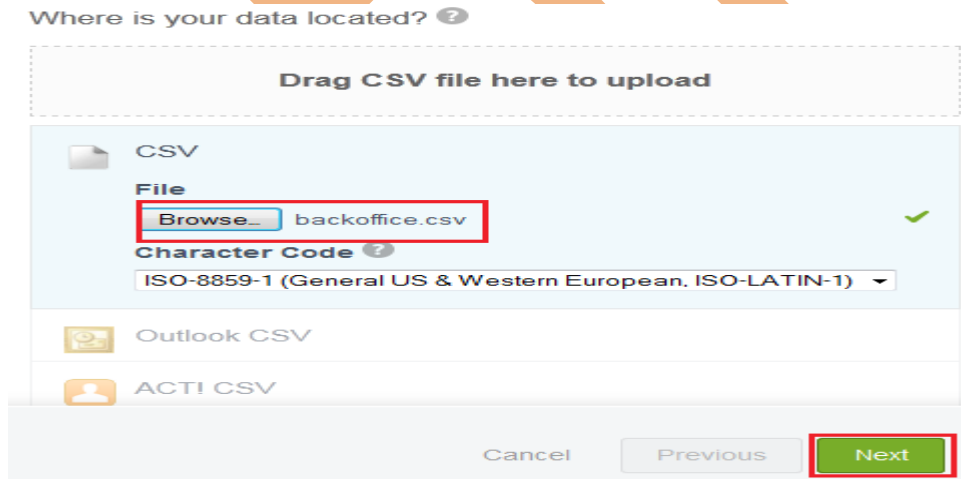 Where is your data located? ?
Drag CSV file here to upload
CSV
File
Browse… backoffice.csv
Character Code ?
ISO-8859-1 (General US & Western European, ISO-LATIN-1)
Outlook CSV
ACT! CSV
Cancel Previous Next